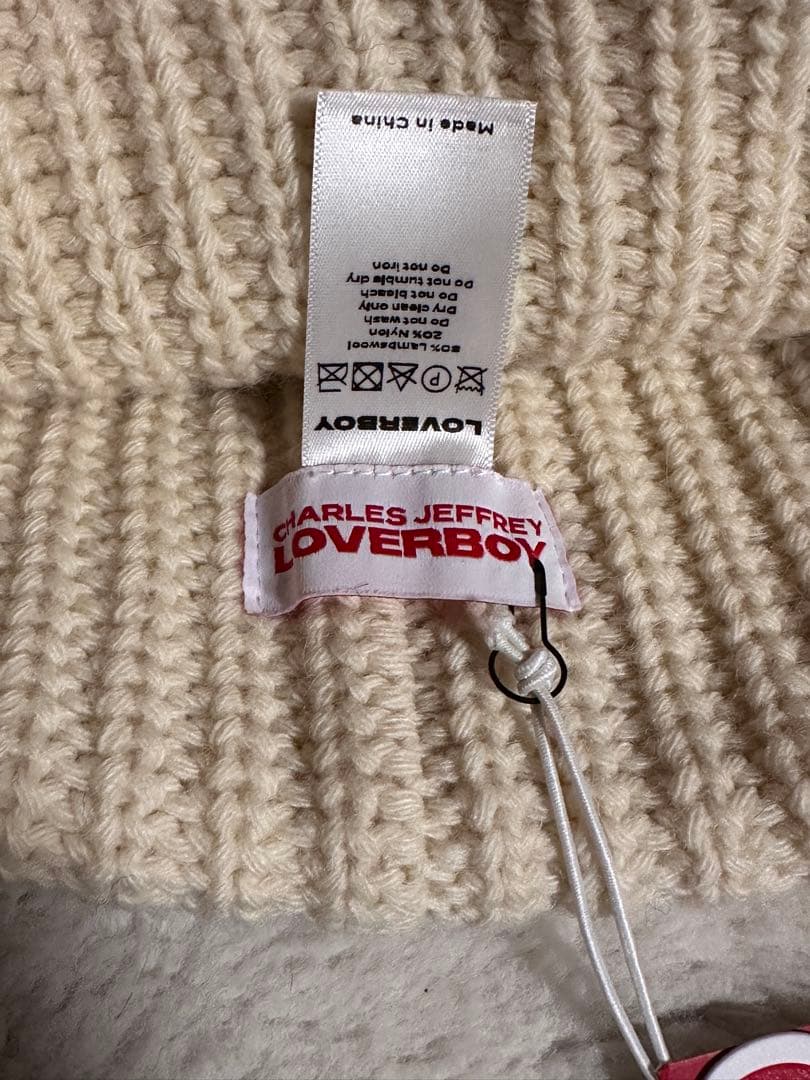 CHARLES JEFFREY
LOVERBOY
LOVERBOY
P
80% Lambswool
20% Nylon
Do not wash
Dry clean only
Do not bleach
Do not tumble dry
Do not iron
Made in China